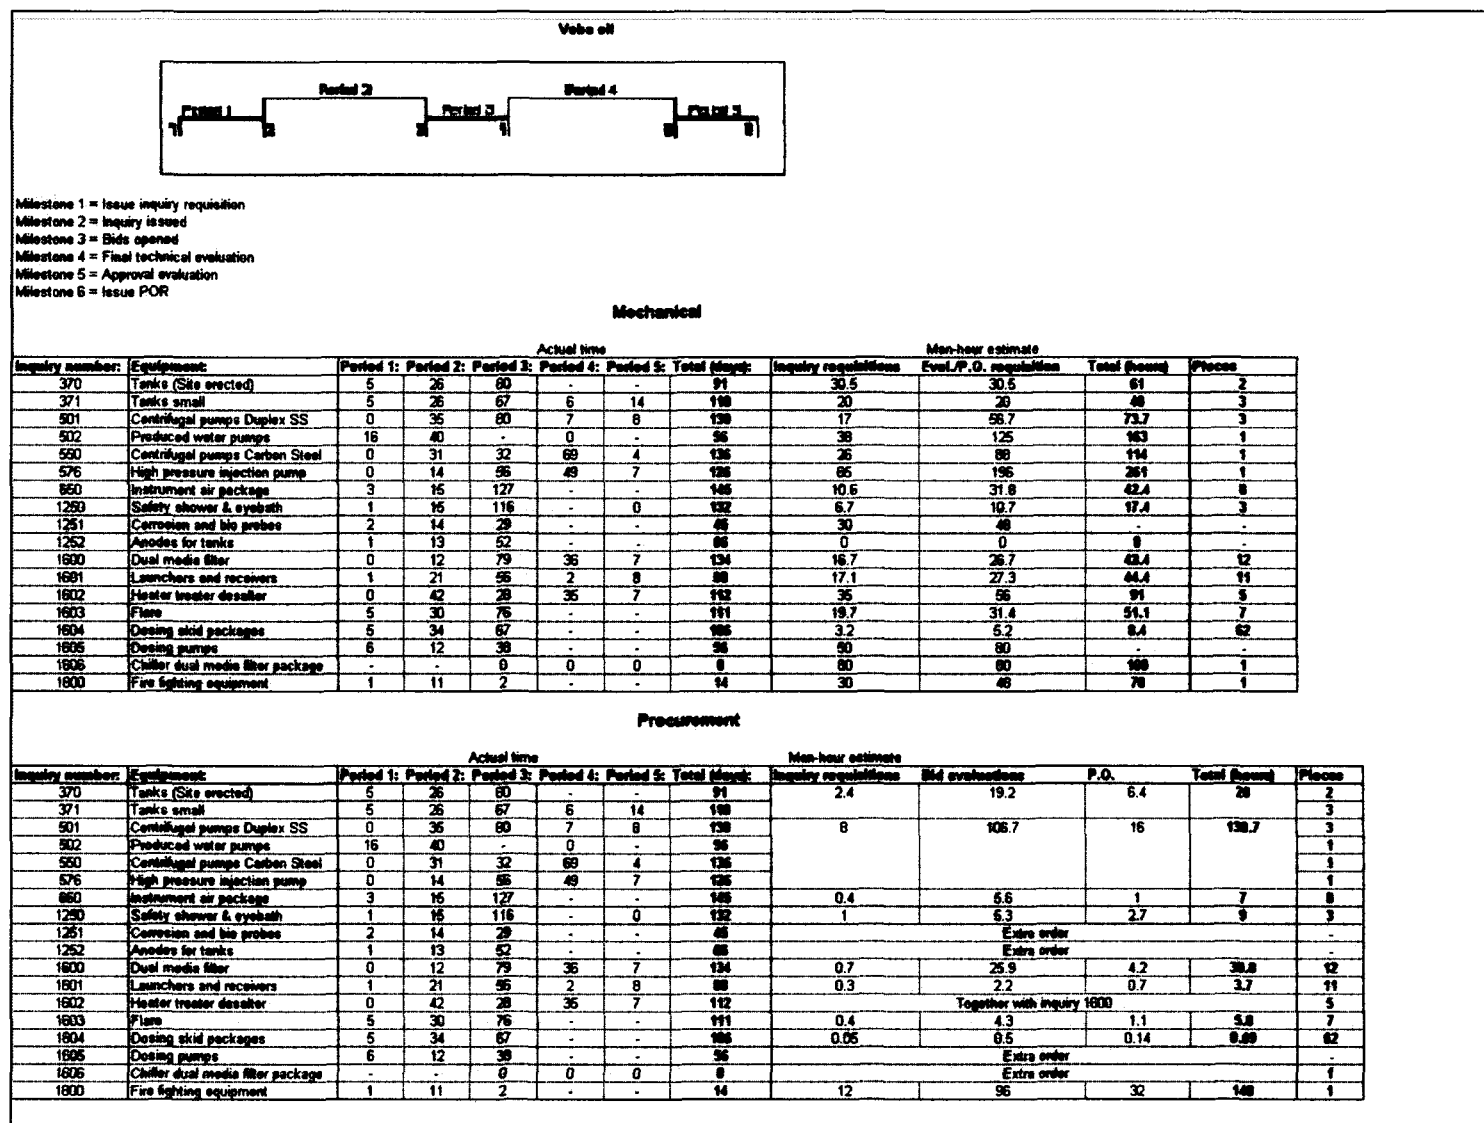 Veba oil
Period 1 Period 2 Period 3 Period 4 Period 5
1 2 3
Milestone 1 = Issue inquiry requisition
Milestone 2 = Inquiry issued
Milestone 3 = Bids opened
Milestone 4 = Final technical evaluation
Milestone 5 = Approval evaluation
Milestone 6 = Issue POR
Mechanical
Actual time Man-hour estimate
Inquiry number: Equipment: Period 1: Period 2: Period 3: Period 4: Period 5: Total (days): Inquiry requisitions Eval./P.O. requisition Total (hours) Pieces
370 Tanks (Site erected) 5 26 60 - - 91 30.5 30.5 61 2
371 Tanks small 5 26 67 6 14 118 20 20 40 3
501 Centrifugal pumps Duplex SS 0 35 80 7 8 130 17 56.7 73.7 3
502 Produced water pumps 16 40 - 0 - 56 38 125 163 1
550 Centrifugal pumps Carbon Steel 0 31 32 69 4 136 26 88 114 1
576 High pressure injection pump 0 14 56 49 7 126 65 196 261 1
850 Instrument air package 3 15 127 - - 145 10.6 31.8 42.4 8
1250 Safety shower & eyebath 1 15 116 - 0 132 6.7 10.7 17.4 3
1251 Corrosion and bio probes 2 14 29 - - 45 30 48 - -
1252 Anodes for tanks 1 13 52 - - 66 0 0 0 -
1600 Dual media filter 0 12 79 36 7 134 16.7 26.7 43.4 12
1601 Launchers and receivers 1 21 56 2 8 88 17.1 27.3 44.4 11
1602 Heater treater desalter 0 42 28 35 7 112 35 56 91 5
1603 Flare 5 30 76 - - 111 19.7 31.4 51.1 7
1604 Dosing skid packages 5 34 67 - - 106 3.2 5.2 8.4 62
1605 Dosing pumps 6 12 38 - - 56 50 80 - -
1606 Chiller dual media filter package - - 0 0 0 0 80 80 160 1
1800 Fire fighting equipment 1 11 2 - - 14 30 48 78 1
Procurement
Actual time Man-hour estimate
Inquiry number: Equipment: Period 1: Period 2: Period 3: Period 4: Period 5: Total (days): Inquiry requisitions Bid evaluations P.O. Total (hours) Pieces
370 Tanks (Site erected) 5 26 60 - - 91 2.4 19.2 6.4 28 2
371 Tanks small 5 26 67 6 14 118 3
501 Centrifugal pumps Duplex SS 0 35 80 7 8 130 8 106.7 16 130.7 3
502 Produced water pumps 16 40 - 0 - 56 1
550 Centrifugal pumps Carbon Steel 0 31 32 69 4 136 1
576 High pressure injection pump 0 14 56 49 7 126 1
850 Instrument air package 3 15 127 - - 145 0.4 5.6 1 7 8
1250 Safety shower & eyebath 1 15 116 - 0 132 1 5.3 2.7 9 3
1251 Corrosion and bio probes 2 14 29 - - 45 Extra order -
1252 Anodes for tanks 1 13 52 - - 66 Extra order -
1600 Dual media filter 0 12 79 36 7 134 0.7 25.9 4.2 30.8 12
1601 Launchers and receivers 1 21 56 2 8 88 0.3 2.2 0.7 3.7 11
1602 Heater treater desalter 0 42 28 35 7 112 Together with inquiry 1600 5
1603 Flare 5 30 76 - - 111 0.4 4.3 1.1 5.8 7
1604 Dosing skid packages 5 34 67 - - 106 0.05 0.5 0.14 0.69 62
1605 Dosing pumps 6 12 38 - - 56 Extra order -
1606 Chiller dual media filter package - - 0 0 0 0 Extra order 1
1800 Fire fighting equipment 1 11 2 - - 14 12 96 32 140 1